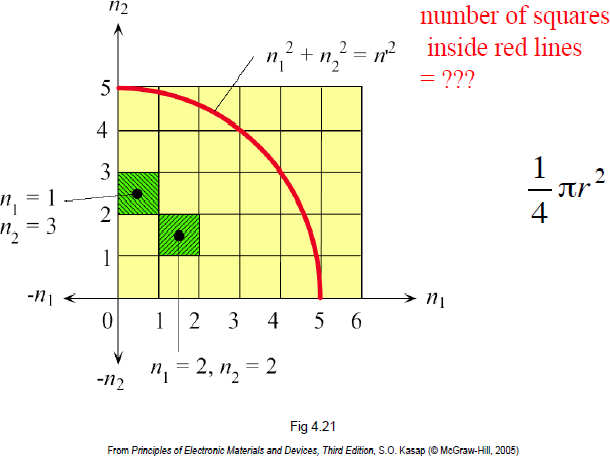 n₂
number of squares
inside red lines
= ???
n₁² + n₂² = n'²
5
4
3
2
1
n₁ = 1
n₂ = 3
1/4 πr²
-n₁
n₁
0 1 2 3 4 5 6
-n₂
n₁ = 2, n₂ = 2
Fig 4.21
From Principles of Electronic Materials and Devices, Third Edition, S.O. Kasap (© McGraw-Hill, 2005)